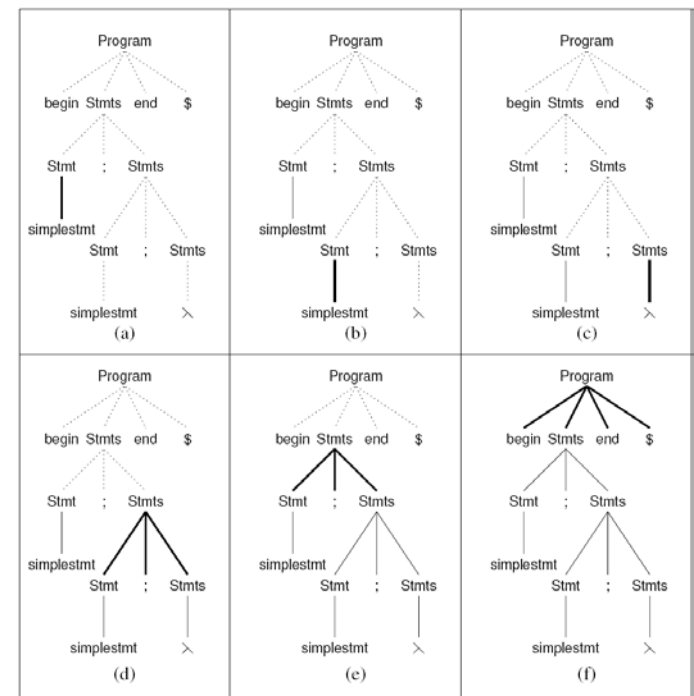 Program
begin Stmts end $
Stmt ; Stmts
simplestmt
Stmt ; Stmts
simplestmt λ
(a)
Program
begin Stmts end $
Stmt ; Stmts
simplestmt
Stmt ; Stmts
simplestmt λ
(b)
Program
begin Stmts end $
Stmt ; Stmts
simplestmt
Stmt ; Stmts
simplestmt λ
(c)
Program
begin Stmts end $
Stmt ; Stmts
simplestmt
Stmt ; Stmts
simplestmt λ
(d)
Program
begin Stmts end $
Stmt ; Stmts
simplestmt
Stmt ; Stmts
simplestmt λ
(e)
Program
begin Stmts end $
Stmt ; Stmts
simplestmt
Stmt ; Stmts
simplestmt λ
(f)